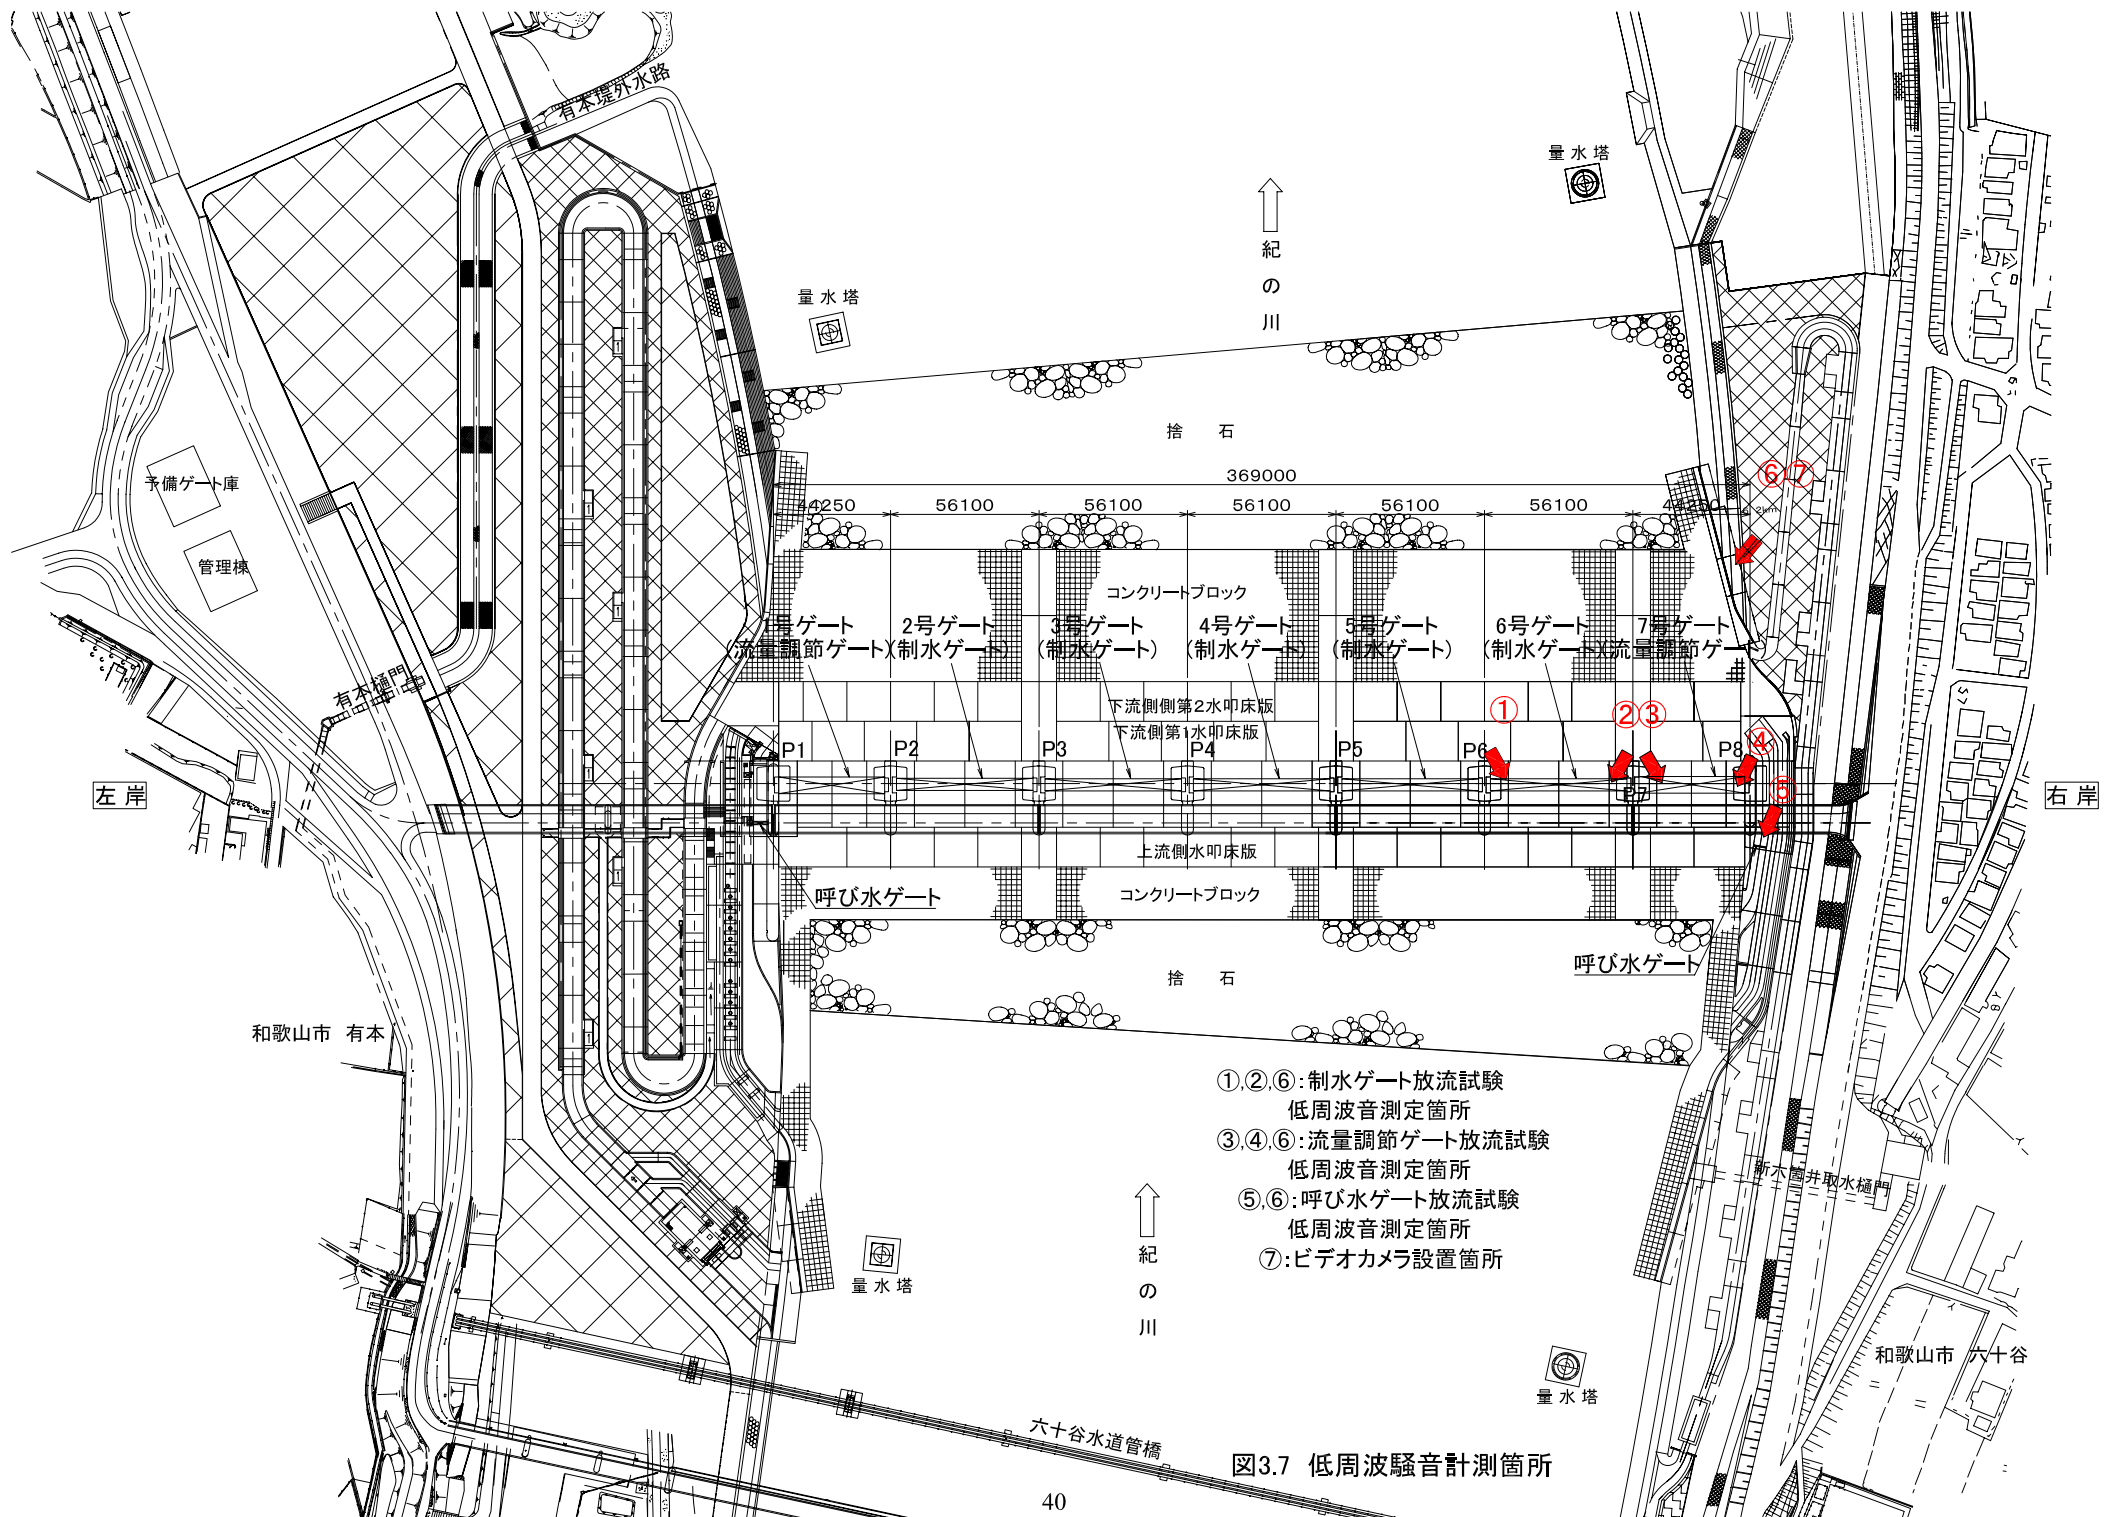 有本堤外水路
量水塔
紀の川
量水塔
捨 石
⑥⑦
369000
44250 56100 56100 56100 56100 56100 44250
予備ゲート庫
管理棟
コンクリートブロック
1号ゲート
(流量調節ゲート)
2号ゲート
(制水ゲート)
3号ゲート
(制水ゲート)
4号ゲート
(制水ゲート)
5号ゲート
(制水ゲート)
6号ゲート
(制水ゲート)
7号ゲート
(流量調節ゲー
有本樋門
下流側側第2水叩床版
下流側第1水叩床版
① ② ③ ④ ⑤
P1 P2 P3 P4 P5 P6 P7 P8
左岸
右岸
上流側水叩床版
呼び水ゲート
コンクリートブロック
呼び水ゲート
捨 石
和歌山市 有本
①,②,⑥:制水ゲート放流試験
低周波音測定箇所
③,④,⑥:流量調節ゲート放流試験
低周波音測定箇所
⑤,⑥:呼び水ゲート放流試験
低周波音測定箇所
⑦:ビデオカメラ設置箇所
新六箇井取水樋門
紀の川
量水塔
量水塔
和歌山市 六十谷
六十谷水道管橋
図3.7 低周波騒音計測箇所
40